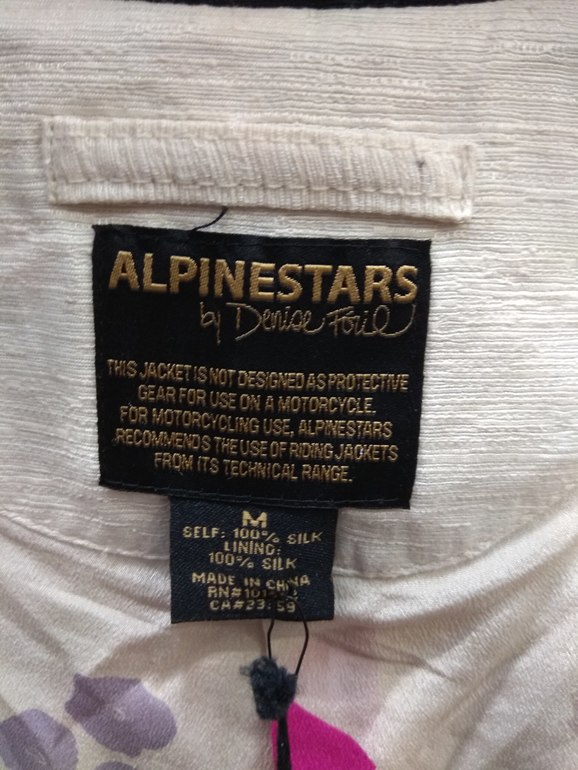 ALPINESTARS
by Denise Focil
THIS JACKET IS NOT DESIGNED AS PROTECTIVE
GEAR FOR USE ON A MOTORCYCLE.
FOR MOTORCYCLING USE, ALPINESTARS
RECOMMENDS THE USE OF RIDING JACKETS
FROM ITS TECHNICAL RANGE.
M
SELF: 100% SILK
LINING:
100% SILK
MADE IN CHINA